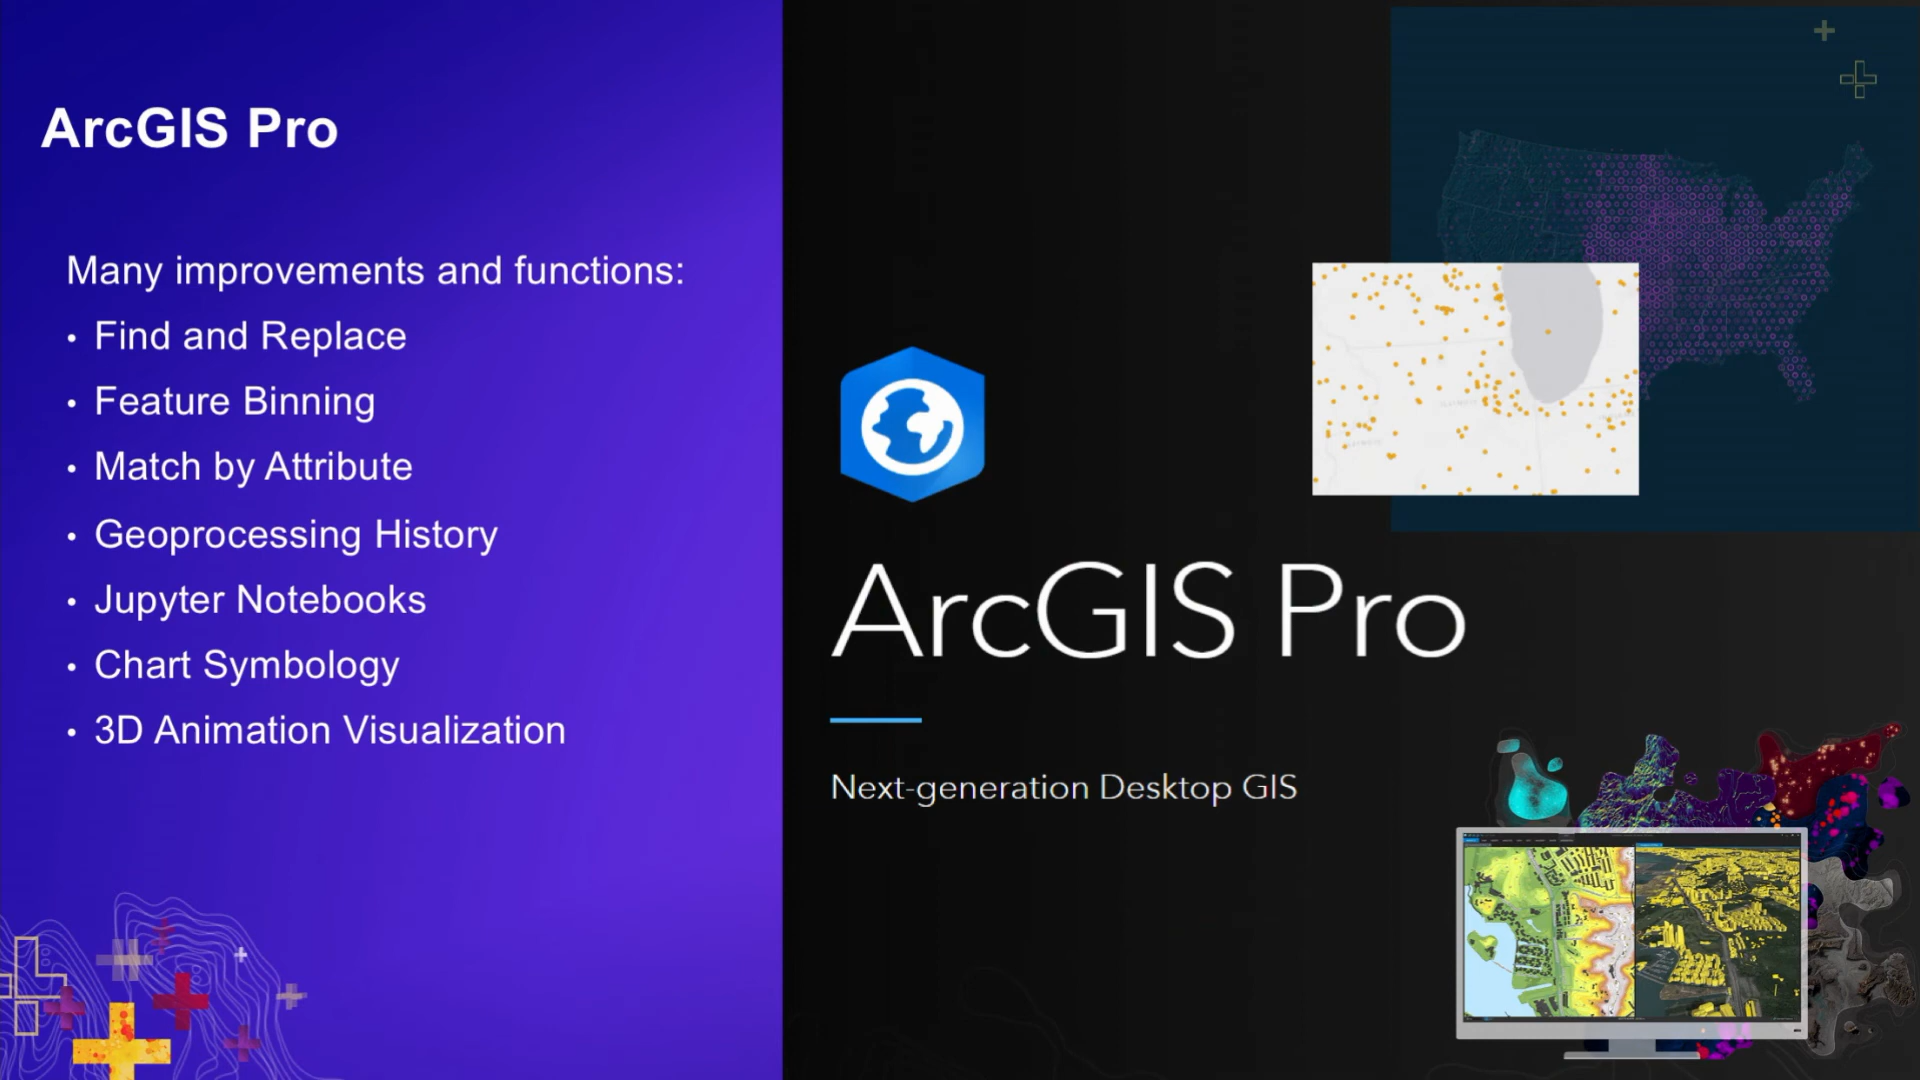 ArcGIS Pro
Many improvements and functions:
• Find and Replace
• Feature Binning
• Match by Attribute
• Geoprocessing History
• Jupyter Notebooks
• Chart Symbology
• 3D Animation Visualization
ArcGIS Pro
Next-generation Desktop GIS